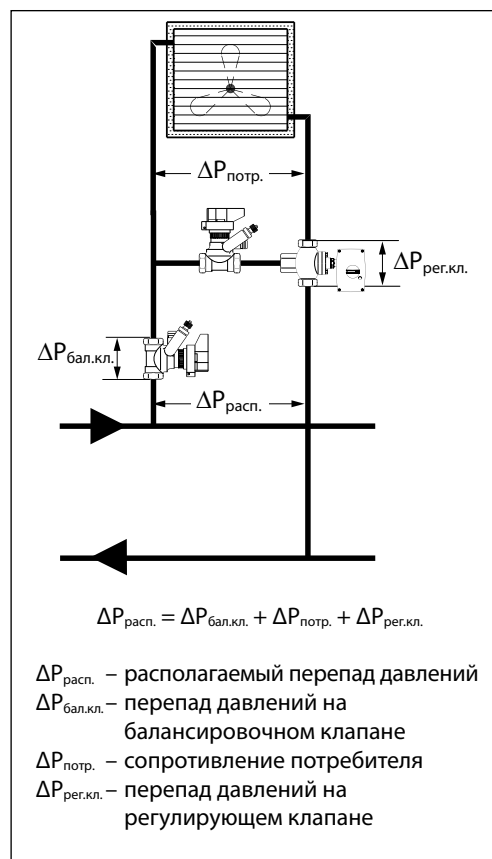 ΔPпотр.
ΔPрег.кл.
ΔPбал.кл.
ΔPрасп.
ΔPрасп. = ΔPбал.кл. + ΔPпотр. + ΔPрег.кл.
ΔPрасп. – располагаемый перепад давлений
ΔPбал.кл. – перепад давлений на
балансировочном клапане
ΔPпотр. – сопротивление потребителя
ΔPрег.кл. – перепад давлений на
регулирующем клапане